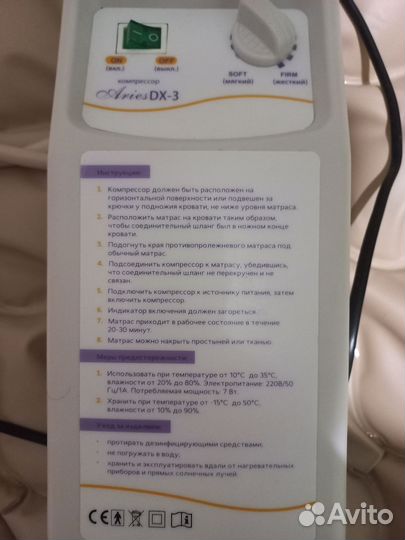 ON OFF
(вкл.) (выкл.)
компрессор
Aries DX-3
SOFT FIRM
(мягкий) (жесткий)
Инструкция
1. Компрессор должен быть расположен на
горизонтальной поверхности или подвешен за
крючки у подножия кровати, не ниже уровня матраса.
2. Расположить матрас на кровати таким образом,
чтобы соединительный шланг был в ножном конце
кровати.
3. Подогнуть края противопролежневого матраса под
обычный матрас.
4. Подсоединить компрессор к матрасу, убедившись,
что соединительный шланг не перекручен и не
связан.
5. Подключить компрессор к источнику питания, затем
включить компрессор.
6. Индикатор включения должен загореться.
7. Матрас приходит в рабочее состояние в течение
20-30 минут.
8. Матрас можно накрыть простыней или тканью.
Меры предосторожности
1. Использовать при температуре от 10°С до 35°С,
влажности от 20% до 80%. Электропитание: 220В/50
Гц/1А. Потребляемая мощность: 7 Вт.
2. Хранить при температуре от -15°С до 50°С,
влажности от 10% до 90%.
Уход за изделием:
• протирать дезинфицирующими средствами;
• не погружать в воду;
• хранить и эксплуатировать вдали от нагревательных
приборов и прямых солнечных лучей.
CE
Avito